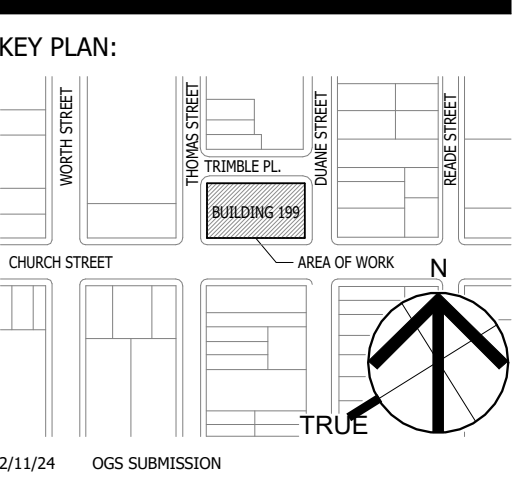 KEY PLAN:
WORTH STREET
THOMAS STREET
DUANE STREET
READE STREET
TRIMBLE PL.
BUILDING 199
CHURCH STREET
AREA OF WORK
N
TRUE
2/11/24 OGS SUBMISSION